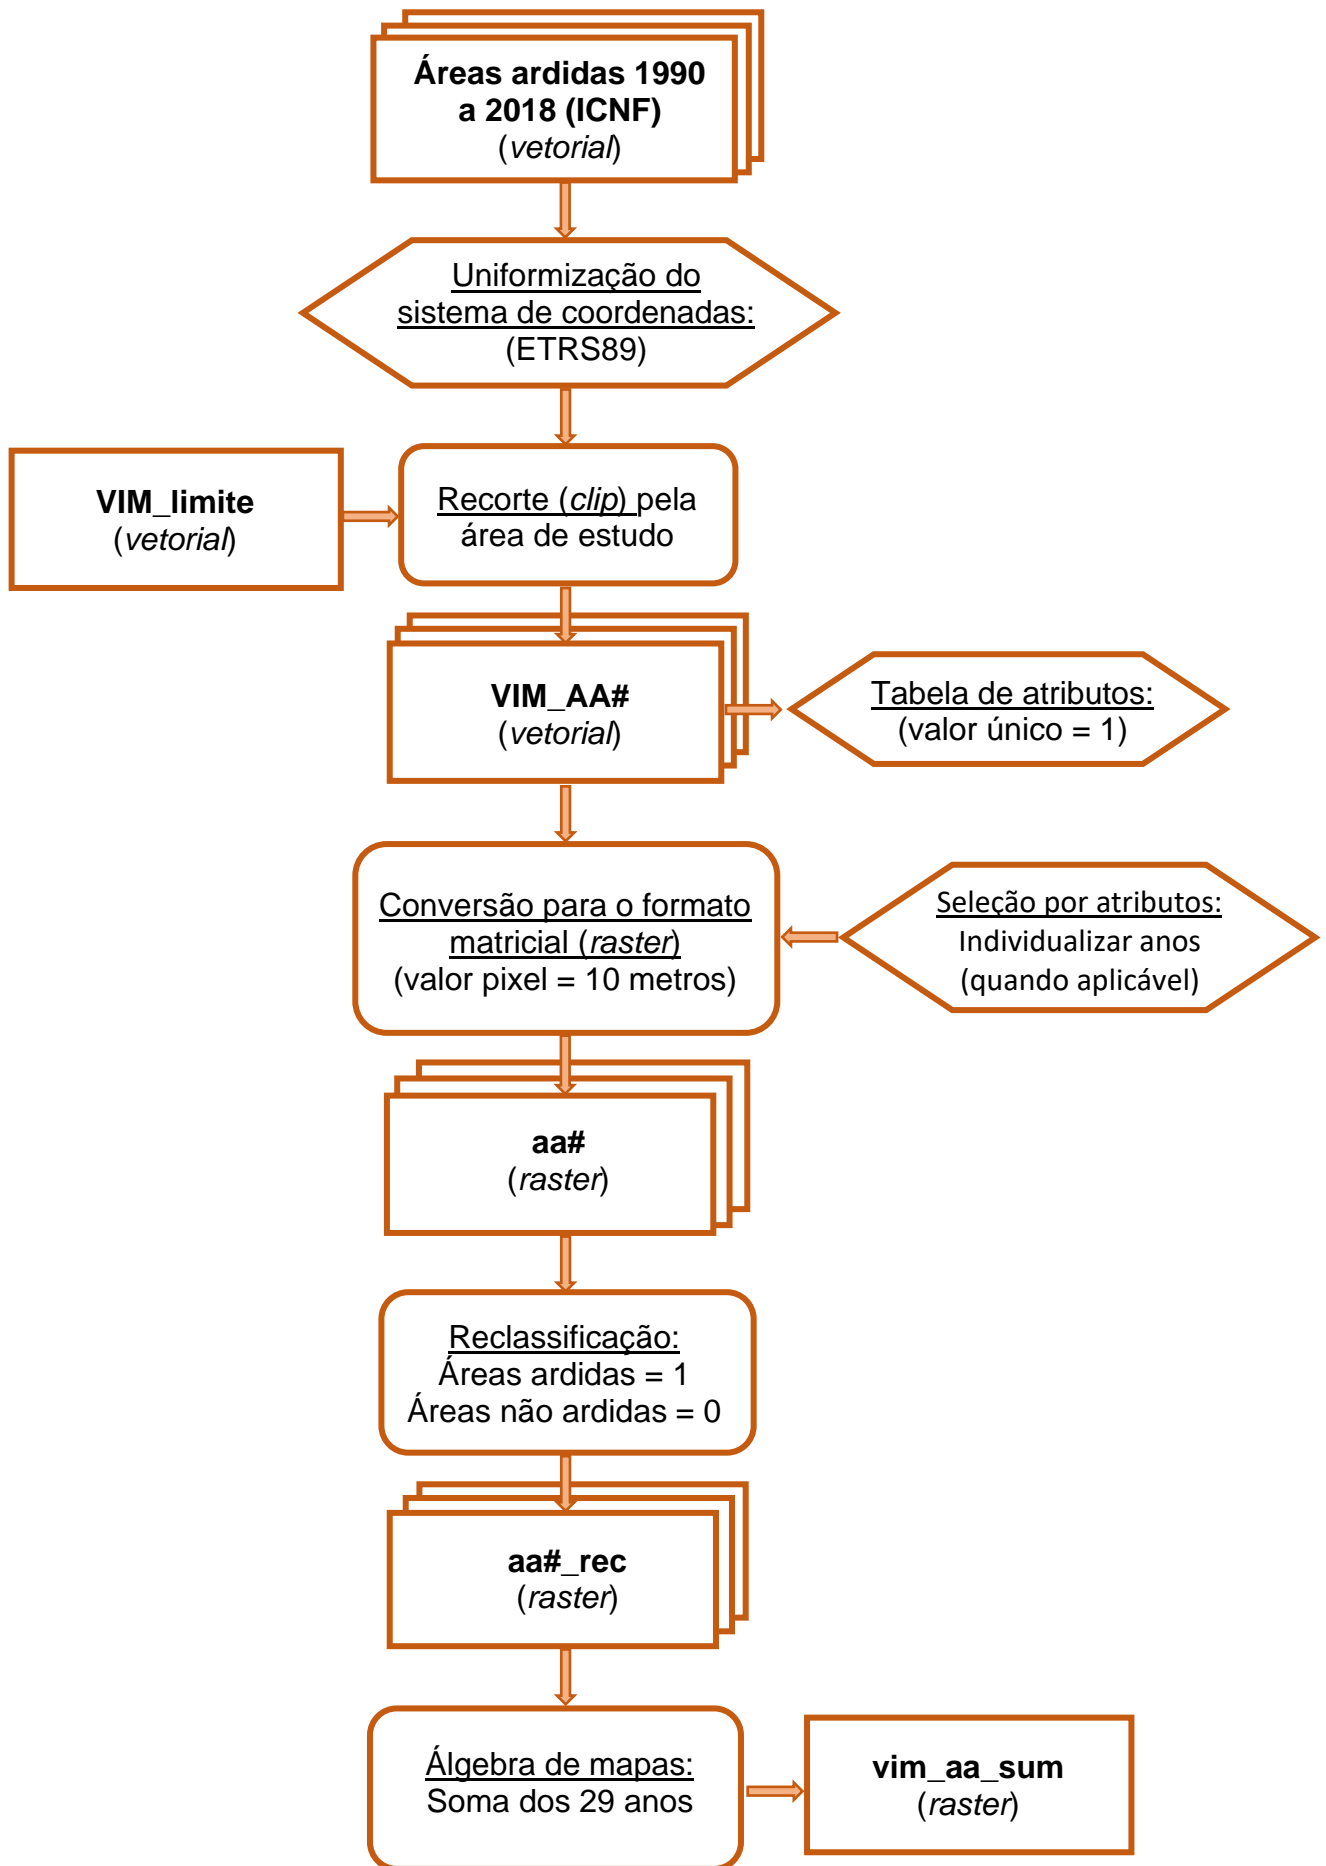 Áreas ardidas 1990
a 2018 (ICNF)
(vetorial)
Uniformização do
sistema de coordenadas:
(ETRS89)
VIM_limite
(vetorial)
Recorte (clip) pela
área de estudo
VIM_AA#
(vetorial)
Tabela de atributos:
(valor único = 1)
Conversão para o formato
matricial (raster)
(valor pixel = 10 metros)
Seleção por atributos:
Individualizar anos
(quando aplicável)
aa#
(raster)
Reclassificação:
Áreas ardidas = 1
Áreas não ardidas = 0
aa#_rec
(raster)
Álgebra de mapas:
Soma dos 29 anos
vim_aa_sum
(raster)